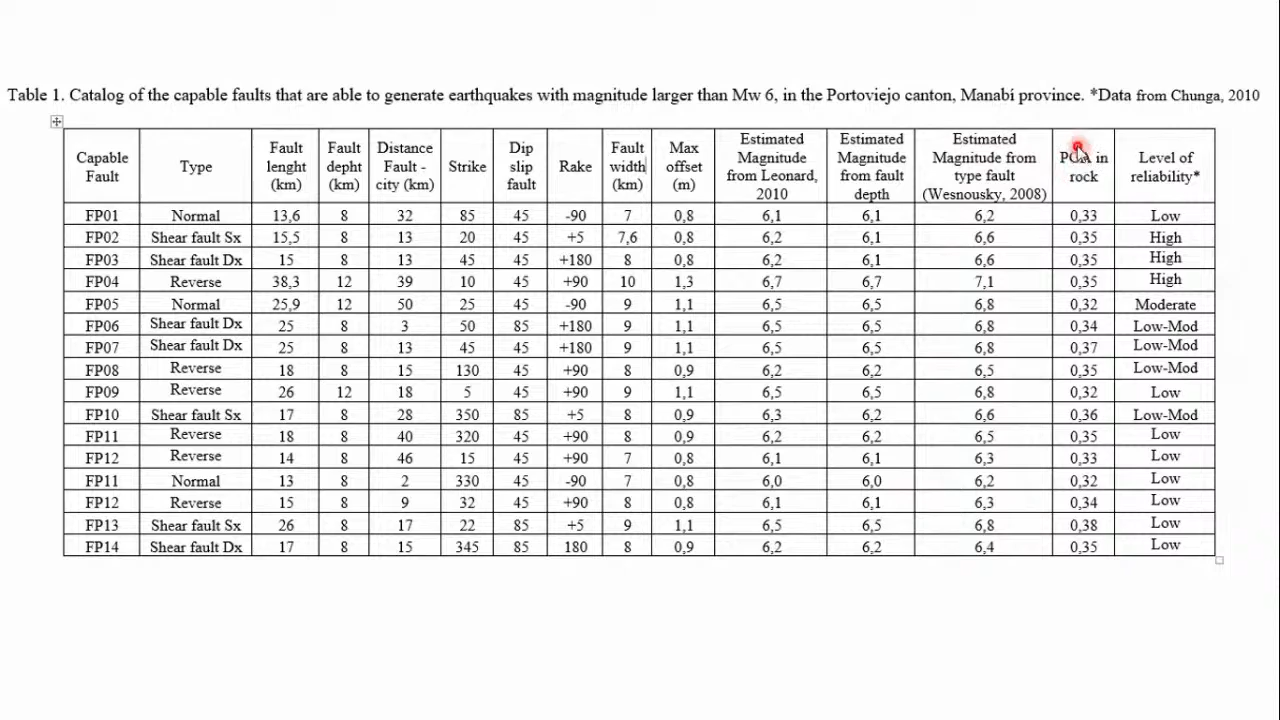 Table 1. Catalog of the capable faults that are able to generate earthquakes with magnitude larger than Mw 6, in the Portoviejo canton, Manabí province. *Data from Chunga, 2010
Capable Fault Type Fault lenght (km) Fault depht (km) Distance Fault - city (km) Strike Dip slip fault Rake Fault width (km) Max offset (m) Estimated Magnitude from Leonard, 2010 Estimated Magnitude from fault depth Estimated Magnitude from type fault (Wesnousky, 2008) PGA in rock Level of reliability*
FP01 Normal 13,6 8 32 85 45 -90 7 0,8 6,1 6,1 6,2 0,33 Low
FP02 Shear fault Sx 15,5 8 13 20 45 +5 7,6 0,8 6,2 6,1 6,6 0,35 High
FP03 Shear fault Dx 15 8 13 45 45 +180 8 0,8 6,2 6,1 6,6 0,35 High
FP04 Reverse 38,3 12 39 10 45 +90 10 1,3 6,7 6,7 7,1 0,35 High
FP05 Normal 25,9 12 50 25 45 -90 9 1,1 6,5 6,5 6,8 0,32 Moderate
FP06 Shear fault Dx 25 8 3 50 85 +180 9 1,1 6,5 6,5 6,8 0,34 Low-Mod
FP07 Shear fault Dx 25 8 13 45 45 +180 9 1,1 6,5 6,5 6,8 0,37 Low-Mod
FP08 Reverse 18 8 15 130 45 +90 8 0,9 6,2 6,2 6,5 0,35 Low-Mod
FP09 Reverse 26 12 18 5 45 +90 9 1,1 6,5 6,5 6,8 0,32 Low
FP10 Shear fault Sx 17 8 28 350 85 +5 8 0,9 6,3 6,2 6,6 0,36 Low-Mod
FP11 Reverse 18 8 40 320 45 +90 8 0,9 6,2 6,2 6,5 0,35 Low
FP12 Reverse 14 8 46 15 45 +90 7 0,8 6,1 6,1 6,3 0,33 Low
FP11 Normal 13 8 2 330 45 -90 7 0,8 6,0 6,0 6,2 0,32 Low
FP12 Reverse 15 8 9 32 45 +90 8 0,8 6,1 6,1 6,3 0,34 Low
FP13 Shear fault Sx 26 8 17 22 85 +5 9 1,1 6,5 6,5 6,8 0,38 Low
FP14 Shear fault Dx 17 8 15 345 85 180 8 0,9 6,2 6,2 6,4 0,35 Low